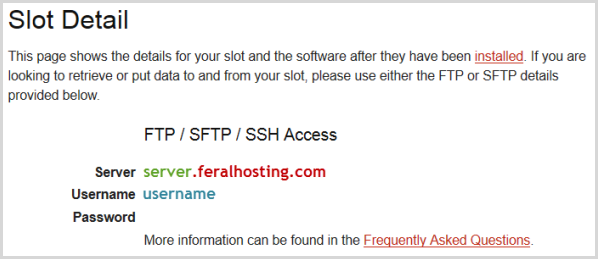 Slot Detail
This page shows the details for your slot and the software after they have been installed. If you are
looking to retrieve or put data to and from your slot, please use either the FTP or SFTP details
provided below.
FTP / SFTP / SSH Access
Server server.feralhosting.com
Username username
Password
More information can be found in the Frequently Asked Questions.